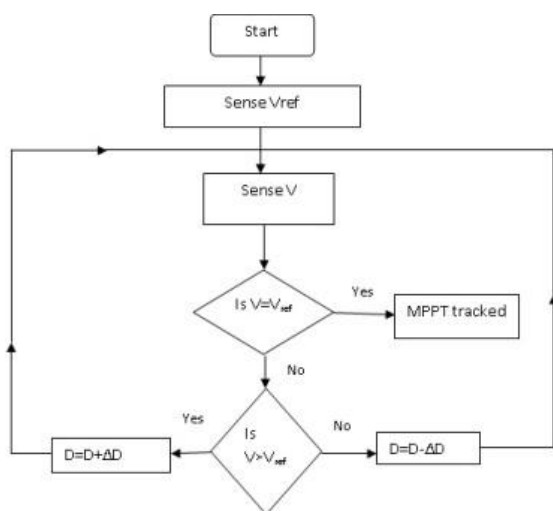 Start
Sense Vref
Sense V
Is V=Vref
Yes
MPPT tracked
No
Yes
Is
V>Vref
No
D=D+ΔD
D=D-ΔD